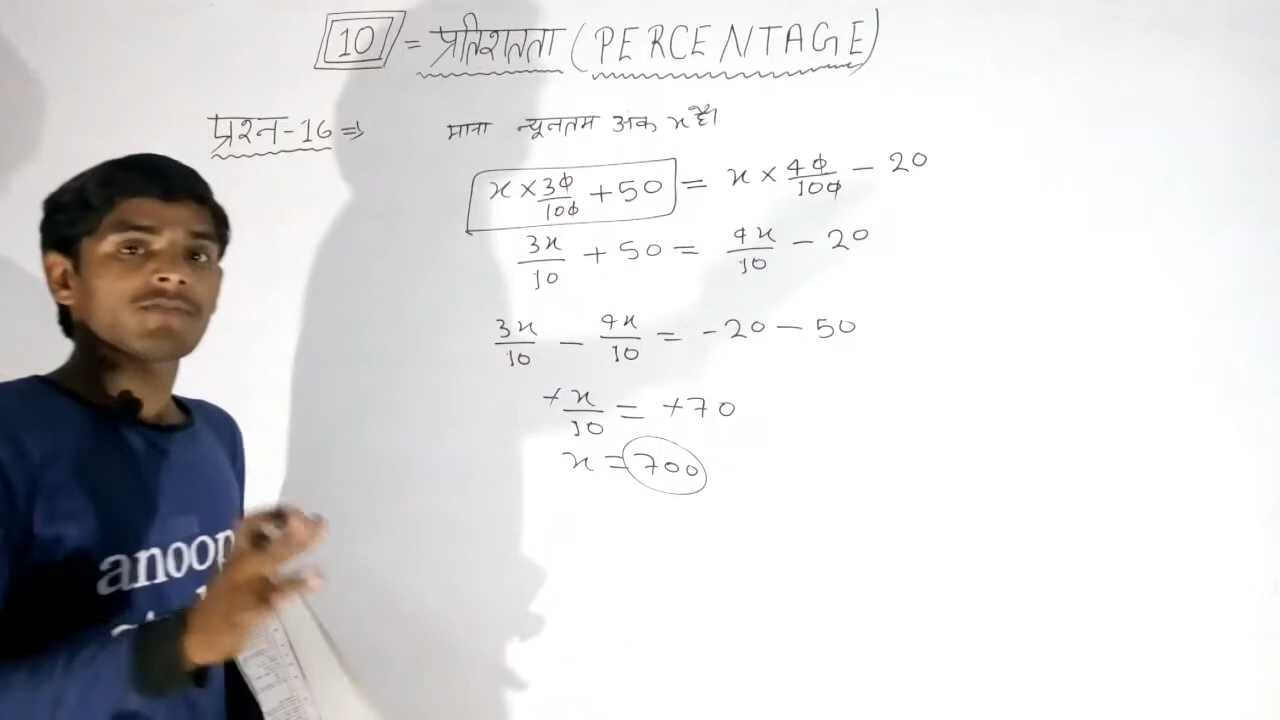 10 = प्रतिशतता (PERCENTAGE)
प्रश्न-16 ⇒ माना न्यूनतम अंक x है।
x × 30/100 + 50 = x × 40/100 - 20
3x/10 + 50 = 4x/10 - 20
3x/10 - 4x/10 = -20 - 50
+x/10 = +70
x = 700
anoop